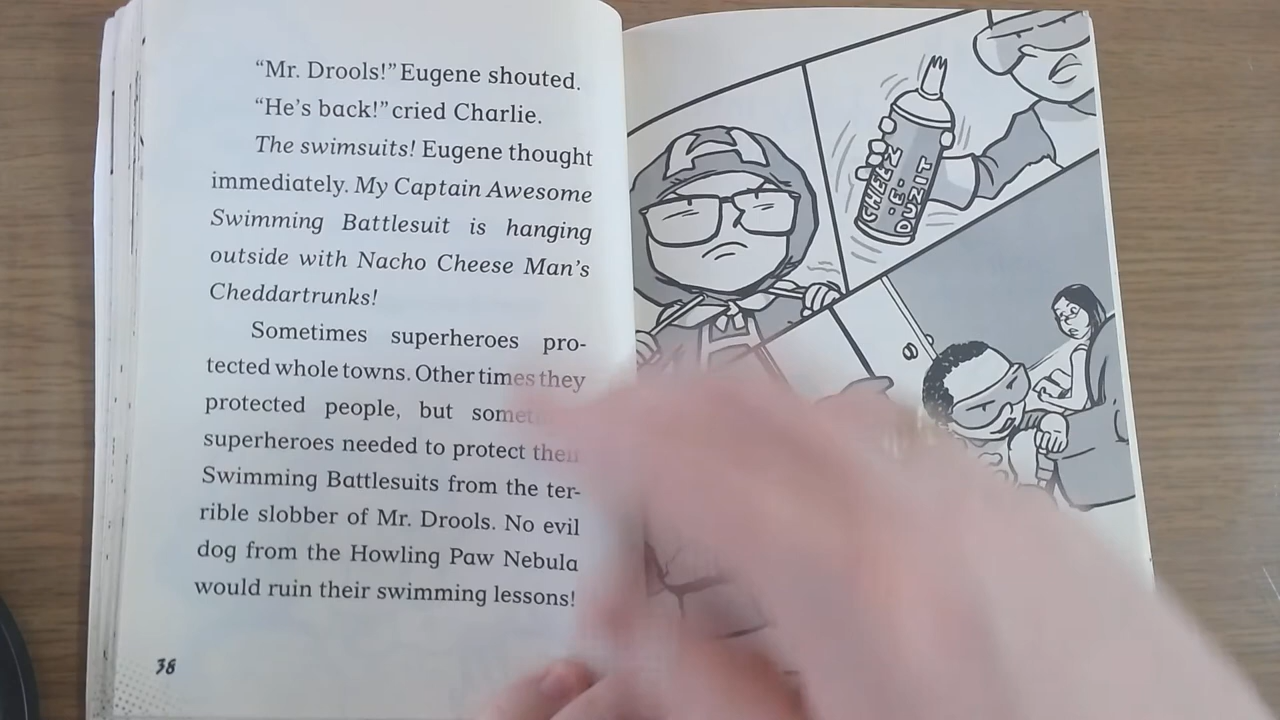 “Mr. Drools!” Eugene shouted.
“He’s back!” cried Charlie.
The swimsuits! Eugene thought
immediately. My Captain Awesome
Swimming Battlesuit is hanging
outside with Nacho Cheese Man’s
Cheddartrunks!
Sometimes superheroes pro-
tected whole towns. Other times they
protected people, but
superheroes needed to protect their
Swimming Battlesuits from the ter-
rible slobber of Mr. Drools. No evil
dog from the Howling Paw Nebula
would ruin their swimming lessons!
38
CHEEZ
-E-
DUZIT